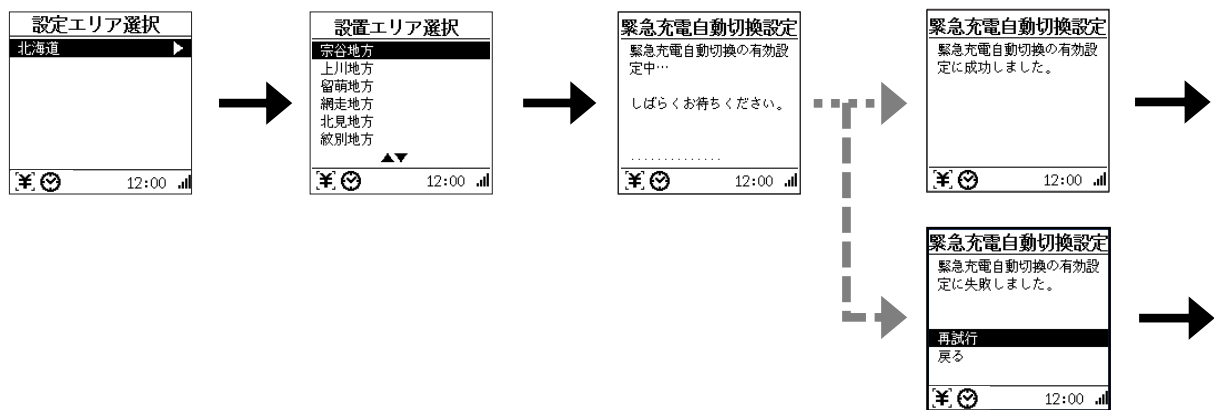 設定エリア選択
北海道
12:00
設置エリア選択
宗谷地方
上川地方
留萌地方
網走地方
北見地方
紋別地方
▲▼
12:00
緊急充電自動切換設定
緊急充電自動切換の有効設
定中…
しばらくお待ちください。
.............
12:00
緊急充電自動切換設定
緊急充電自動切換の有効設
定に成功しました。
12:00
緊急充電自動切換設定
緊急充電自動切換の有効設
定に失敗しました。
再試行
戻る
12:00